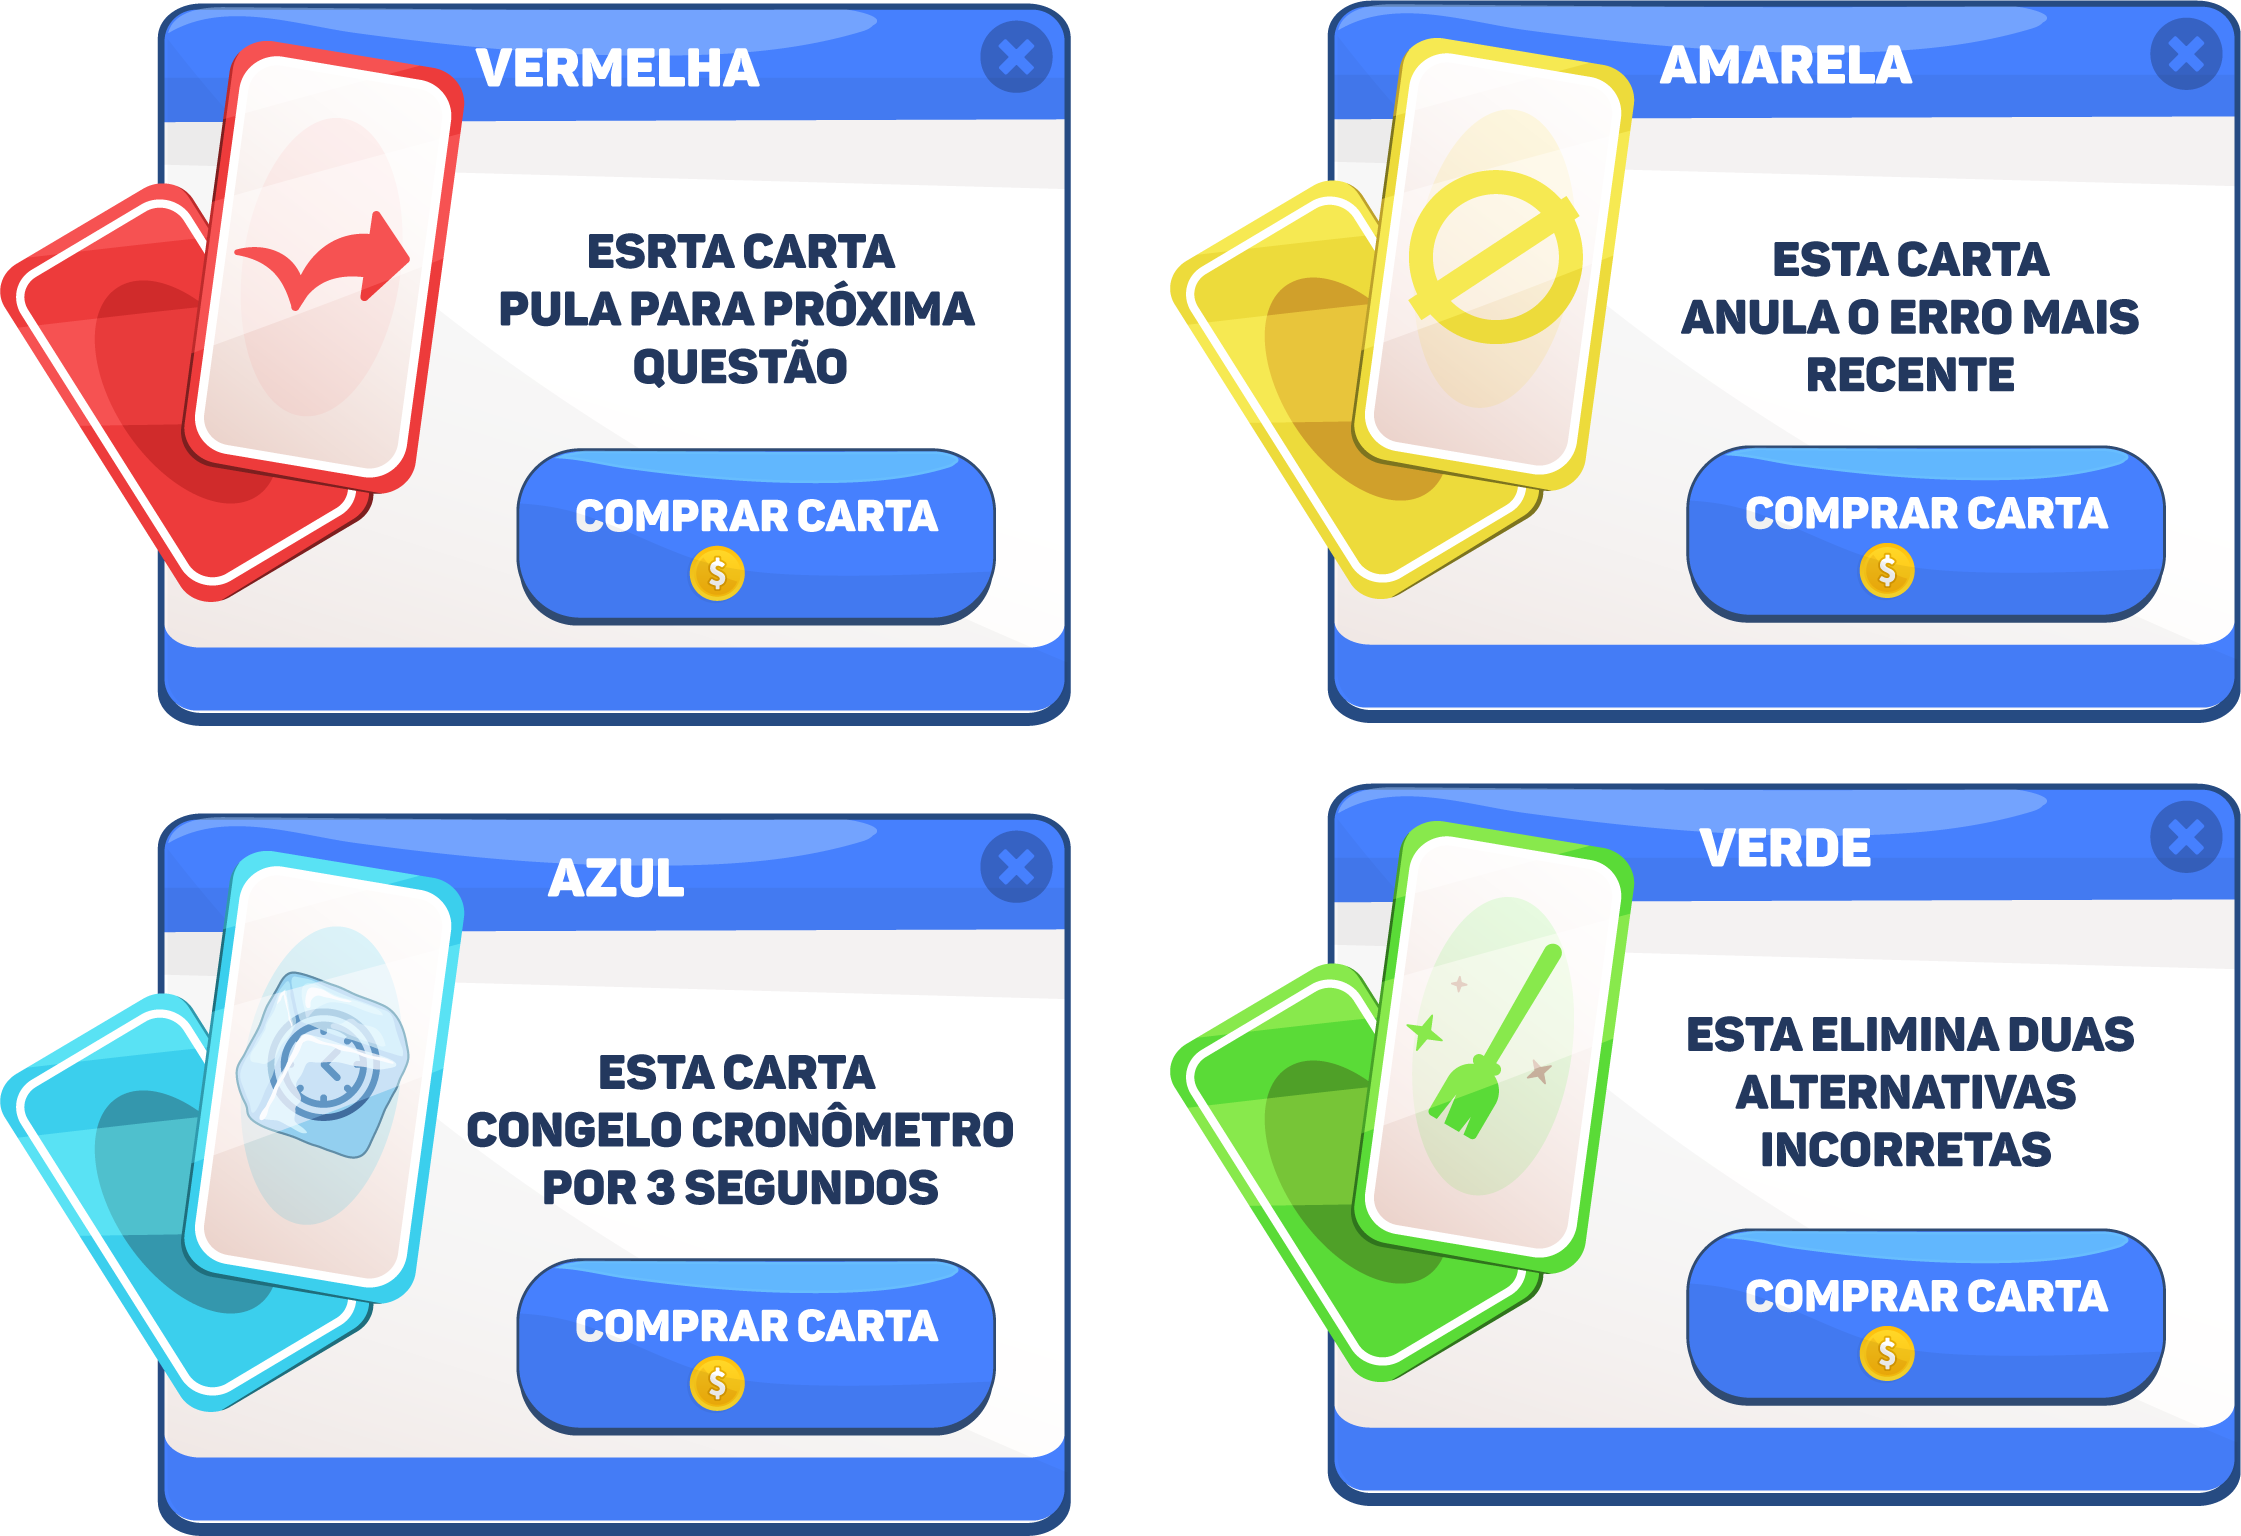 VERMELHA
ESRTA CARTA
PULA PARA PRÓXIMA
QUESTÃO
COMPRAR CARTA
$
AMARELA
ESTA CARTA
ANULA O ERRO MAIS
RECENTE
COMPRAR CARTA
$
AZUL
ESTA CARTA
CONGELO CRONÔMETRO
POR 3 SEGUNDOS
COMPRAR CARTA
$
VERDE
ESTA ELIMINA DUAS
ALTERNATIVAS
INCORRETAS
COMPRAR CARTA
$